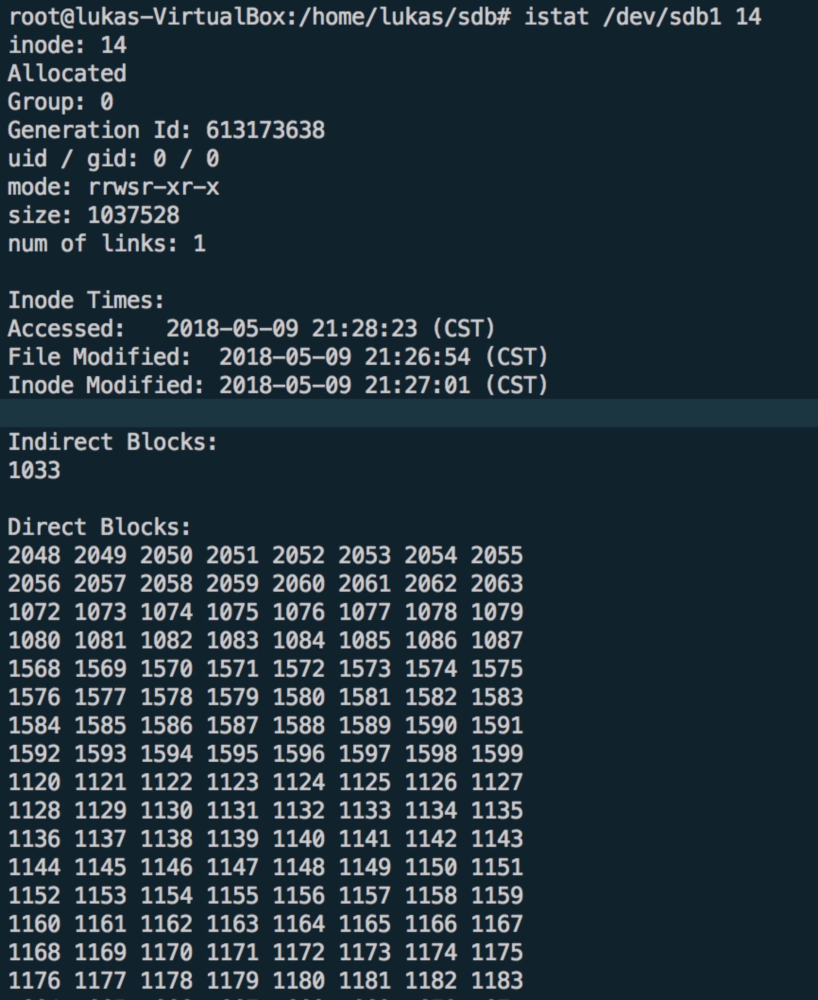 root@lukas-VirtualBox:/home/lukas/sdb# istat /dev/sdb1 14
inode: 14
Allocated
Group: 0
Generation Id: 613173638
uid / gid: 0 / 0
mode: rrwsr-xr-x
size: 1037528
num of links: 1
Inode Times:
Accessed:   2018-05-09 21:28:23 (CST)
File Modified:  2018-05-09 21:26:54 (CST)
Inode Modified: 2018-05-09 21:27:01 (CST)
Indirect Blocks:
1033
Direct Blocks:
2048 2049 2050 2051 2052 2053 2054 2055
2056 2057 2058 2059 2060 2061 2062 2063
1072 1073 1074 1075 1076 1077 1078 1079
1080 1081 1082 1083 1084 1085 1086 1087
1568 1569 1570 1571 1572 1573 1574 1575
1576 1577 1578 1579 1580 1581 1582 1583
1584 1585 1586 1587 1588 1589 1590 1591
1592 1593 1594 1595 1596 1597 1598 1599
1120 1121 1122 1123 1124 1125 1126 1127
1128 1129 1130 1131 1132 1133 1134 1135
1136 1137 1138 1139 1140 1141 1142 1143
1144 1145 1146 1147 1148 1149 1150 1151
1152 1153 1154 1155 1156 1157 1158 1159
1160 1161 1162 1163 1164 1165 1166 1167
1168 1169 1170 1171 1172 1173 1174 1175
1176 1177 1178 1179 1180 1181 1182 1183